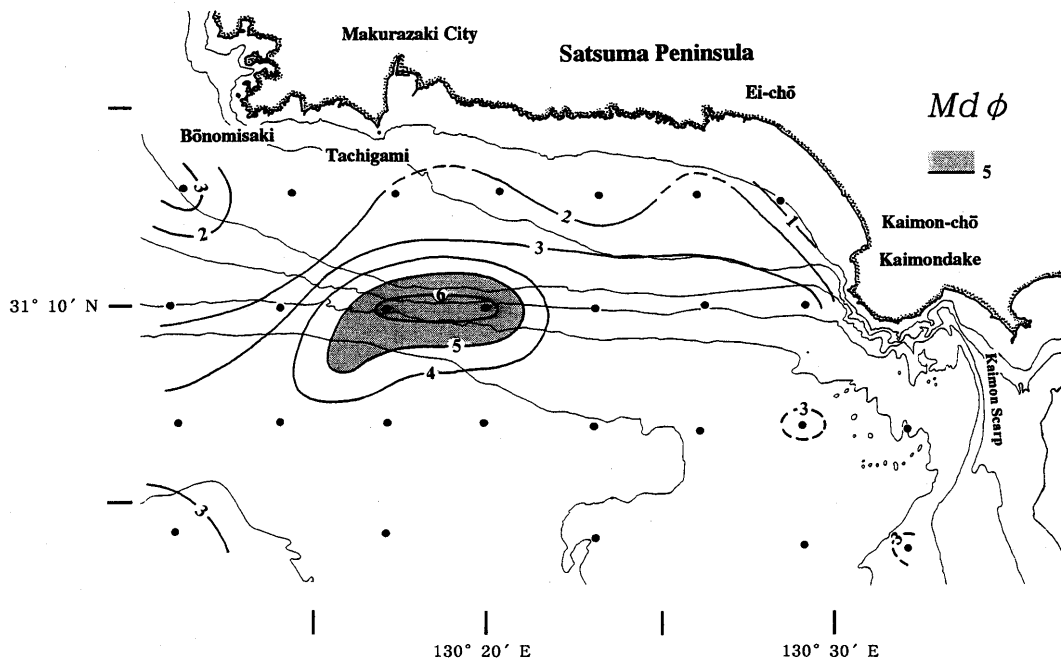 Makurazaki City
Satsuma Peninsula
Ei-chō
Md ϕ
5
Bōnomisaki
Tachigami
3
2
2
1
Kaimon-chō
Kaimondake
3
31° 10′ N
6
5
4
3
Kaimon Scarp
3
3
130° 20′ E
130° 30′ E